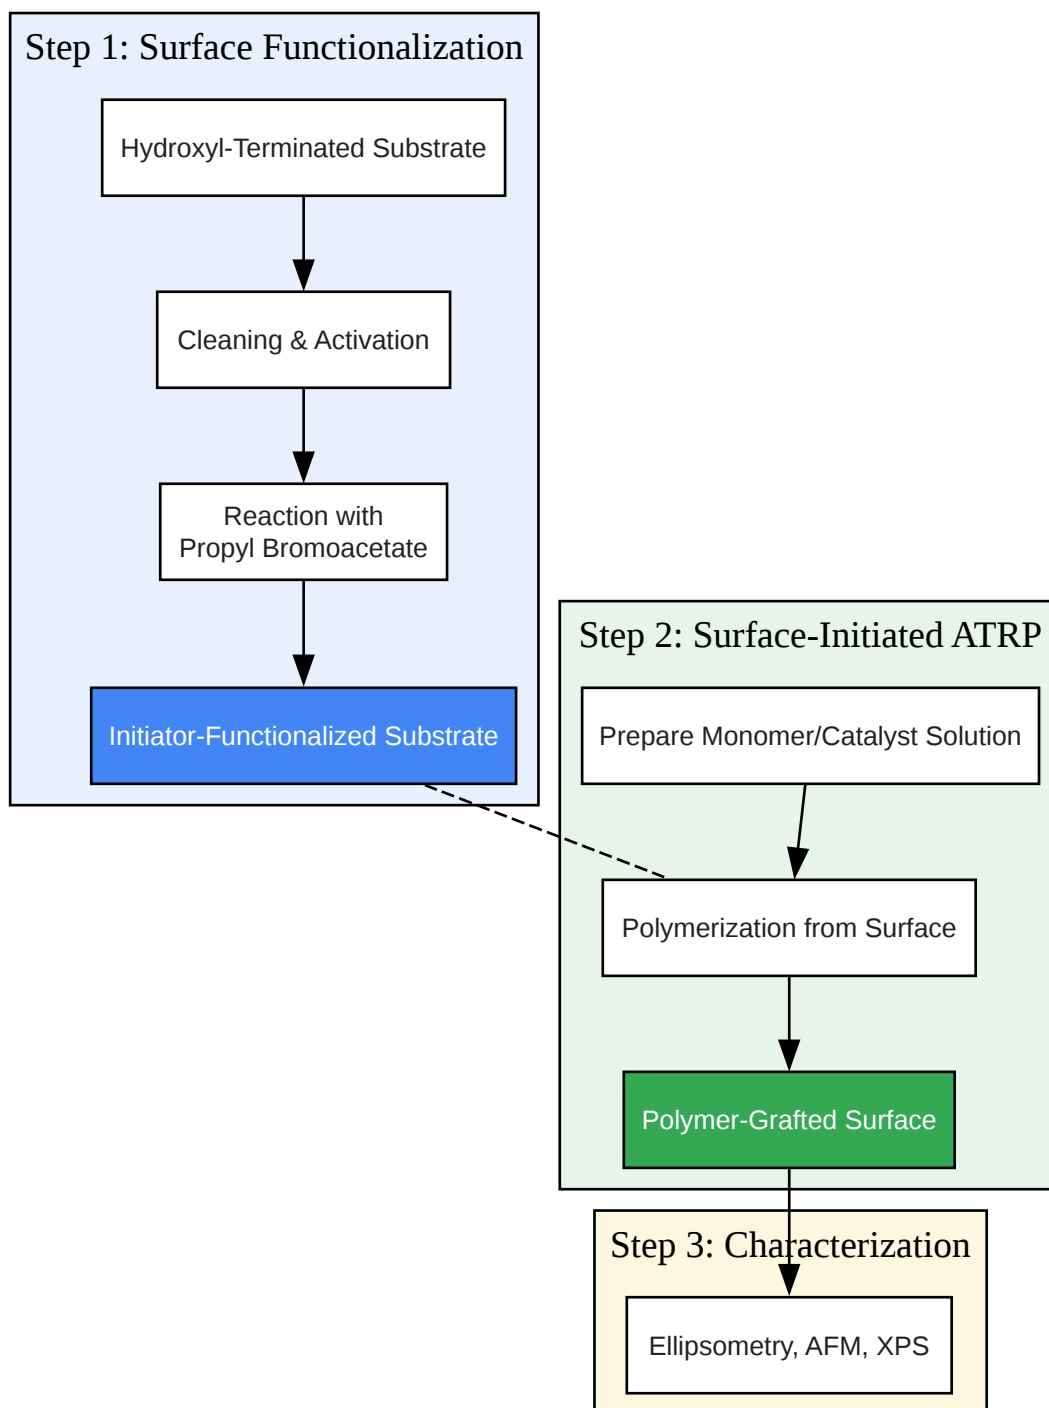 Step 1: Surface Functionalization
Hydroxyl-Terminated Substrate
Cleaning & Activation
Reaction with
Propyl Bromoacetate
Initiator-Functionalized Substrate
Step 2: Surface-Initiated ATRP
Prepare Monomer/Catalyst Solution
Polymerization from Surface
Polymer-Grafted Surface
Step 3: Characterization
Ellipsometry, AFM, XPS